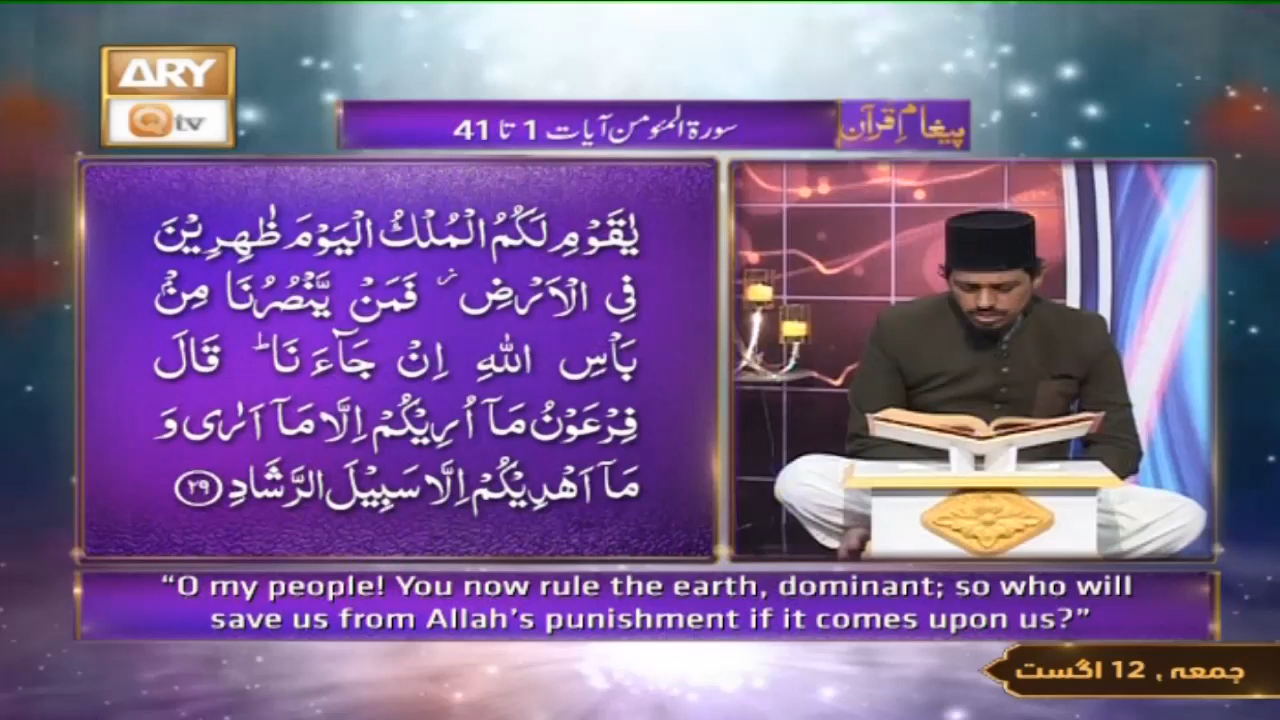 ARY
Qtv
پیغامِ قرآن
سورۃ المؤمن آیات 1 تا 41
یٰقَوْمِ لَكُمُ الْمُلْكُ الْیَوْمَ ظٰهِرِیْنَ
فِی الْاَرْضِ ؗ فَمَنْ یَّنْصُرُنَا مِنْۢ
بَاْسِ اللّٰهِ اِنْ جَآءَنَا ؕ قَالَ
فِرْعَوْنُ مَاۤ اُرِیْكُمْ اِلَّا مَاۤ اَرٰی وَ
مَاۤ اَهْدِیْكُمْ اِلَّا سَبِیْلَ الرَّشَادِ ﴿۲۹﴾
“O my people! You now rule the earth, dominant; so who will
save us from Allah’s punishment if it comes upon us?”
جمعہ , 12 اگست